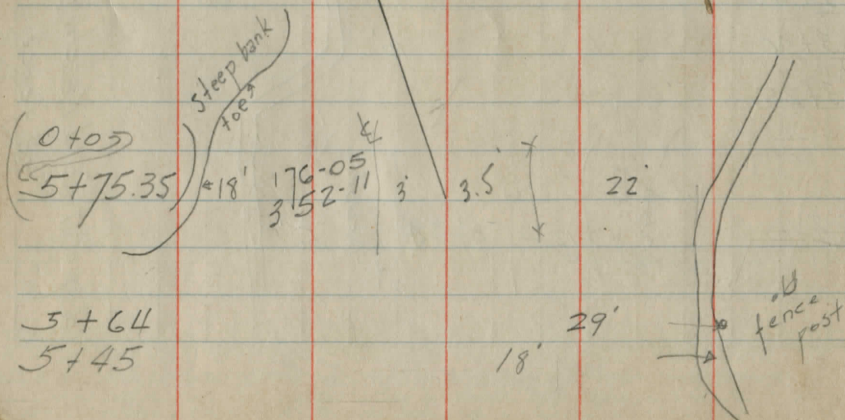 Steep bank
toe
0+05
5+75.35
18'
176-05
352-11
3'
3.5'
22'
5+64
29'
old
fence
post
5+45
18'